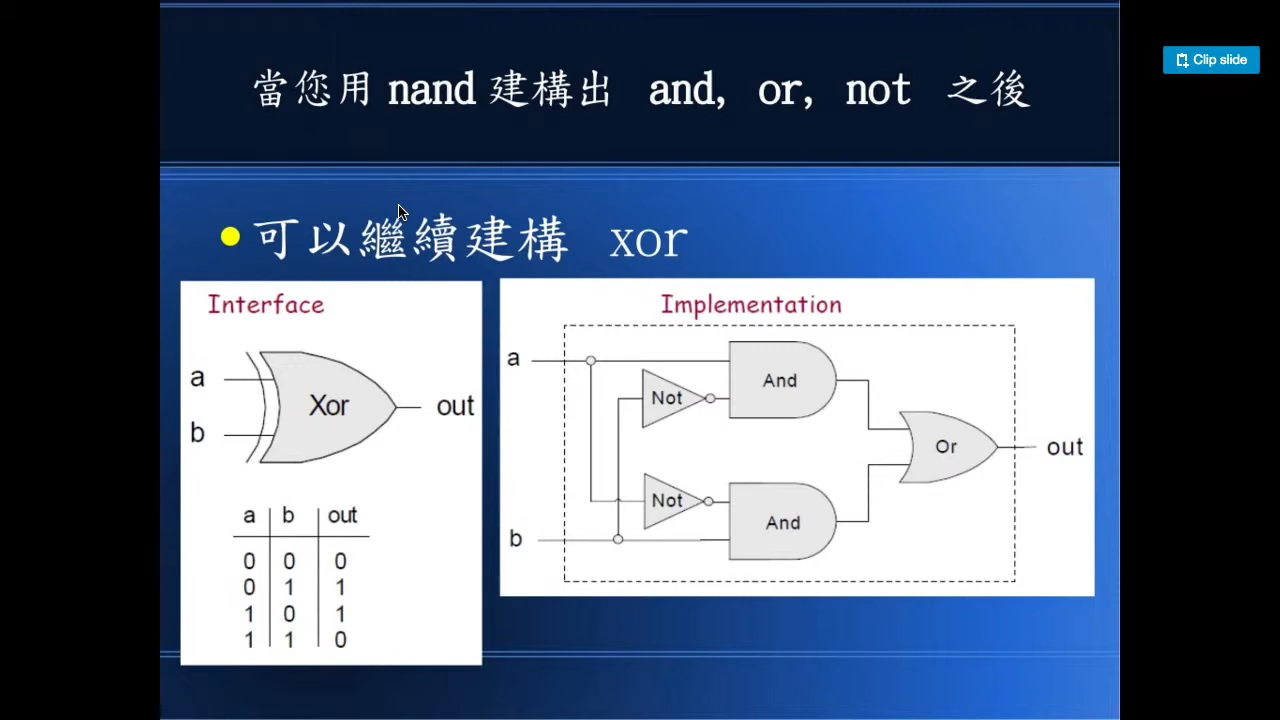 Clip slide
當您用 nand 建構出 and, or, not 之後
可以繼續建構 xor
Interface
a
b
Xor
out
a b out
0 0 0
0 1 1
1 0 1
1 1 0
Implementation
a
Not
And
Or
out
Not
And
b